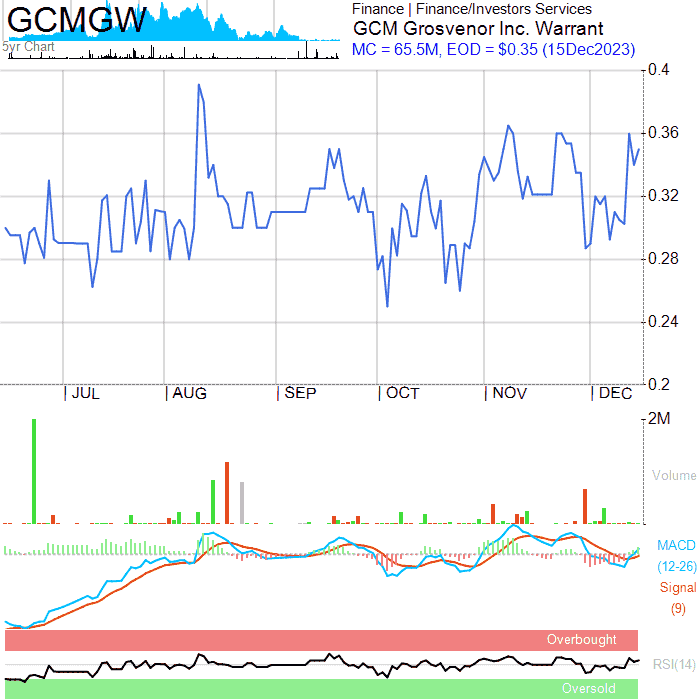 GCMGW
5yr Chart
Finance | Finance/Investors Services
GCM Grosvenor Inc. Warrant
MC = 65.5M, EOD = $0.35 (15Dec2023)
0.4
0.36
0.32
0.28
0.24
0.2
JUL
AUG
SEP
OCT
NOV
DEC
2M
Volume
MACD
(12-26)
Signal
(9)
Overbought
RSI(14)
Oversold